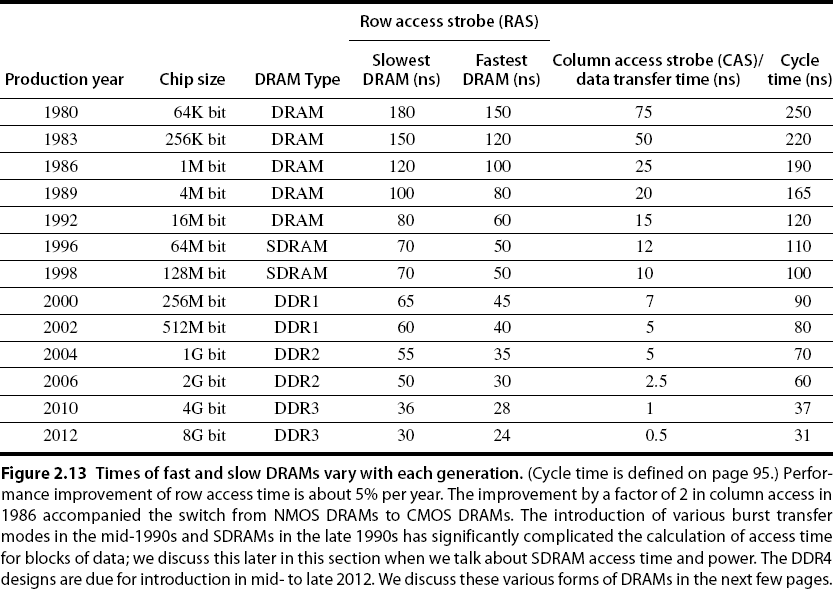 Row access strobe (RAS)
Slowest Fastest Column access strobe (CAS)/ Cycle
Production year Chip size DRAM Type DRAM (ns) DRAM (ns) data transfer time (ns) time (ns)
1980 64K bit DRAM 180 150 75 250
1983 256K bit DRAM 150 120 50 220
1986 1M bit DRAM 120 100 25 190
1989 4M bit DRAM 100 80 20 165
1992 16M bit DRAM 80 60 15 120
1996 64M bit SDRAM 70 50 12 110
1998 128M bit SDRAM 70 50 10 100
2000 256M bit DDR1 65 45 7 90
2002 512M bit DDR1 60 40 5 80
2004 1G bit DDR2 55 35 5 70
2006 2G bit DDR2 50 30 2.5 60
2010 4G bit DDR3 36 28 1 37
2012 8G bit DDR3 30 24 0.5 31
Figure 2.13 Times of fast and slow DRAMs vary with each generation. (Cycle time is defined on page 95.) Perfor-
mance improvement of row access time is about 5% per year. The improvement by a factor of 2 in column access in
1986 accompanied the switch from NMOS DRAMs to CMOS DRAMs. The introduction of various burst transfer
modes in the mid-1990s and SDRAMs in the late 1990s has significantly complicated the calculation of access time
for blocks of data; we discuss this later in this section when we talk about SDRAM access time and power. The DDR4
designs are due for introduction in mid- to late 2012. We discuss these various forms of DRAMs in the next few pages.